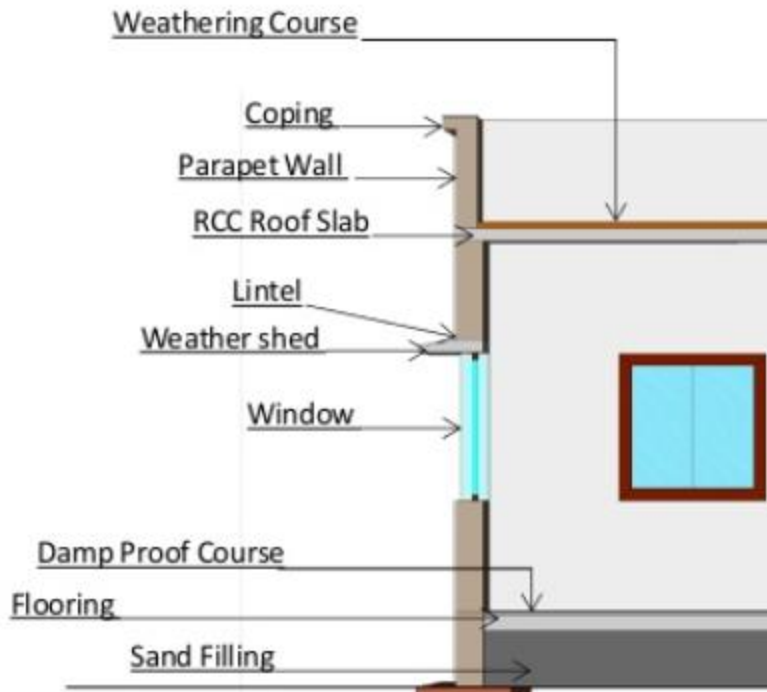 Weathering Course
Coping
Parapet Wall
RCC Roof Slab
Lintel
Weather shed
Window
Damp Proof Course
Flooring
Sand Filling